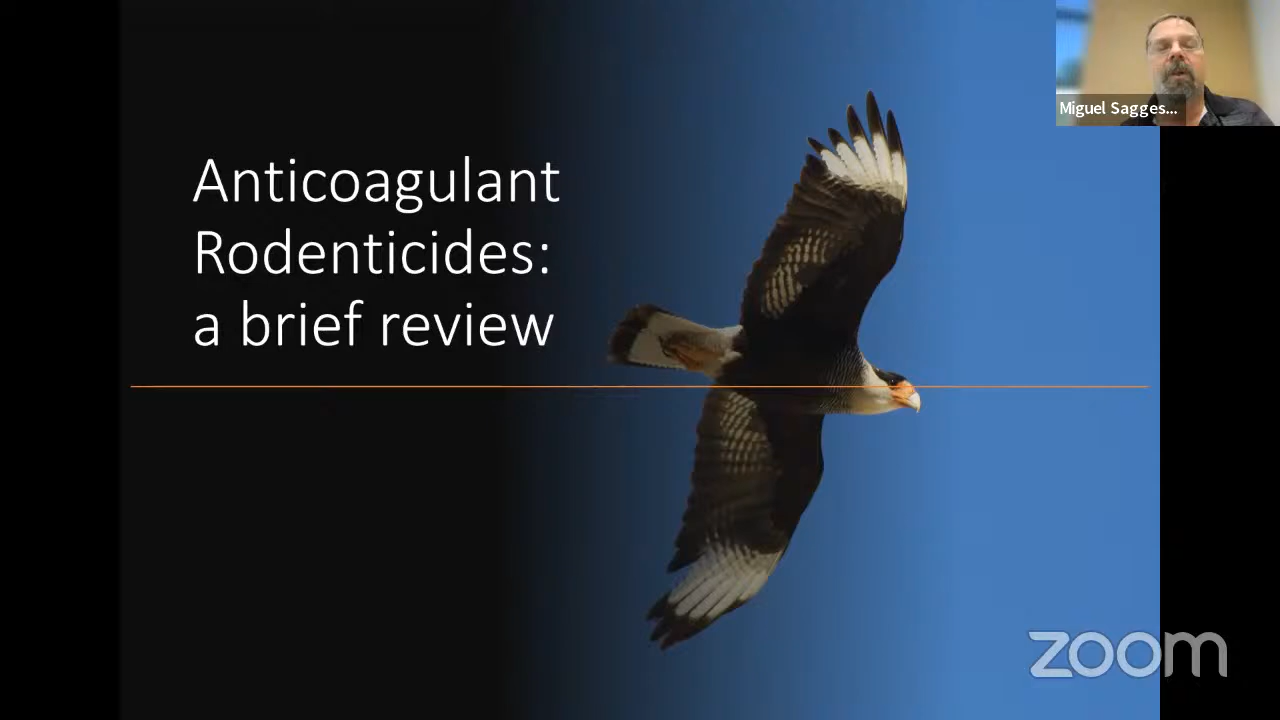 Anticoagulant
Rodenticides:
a brief review
Miguel Sagges...
zoom